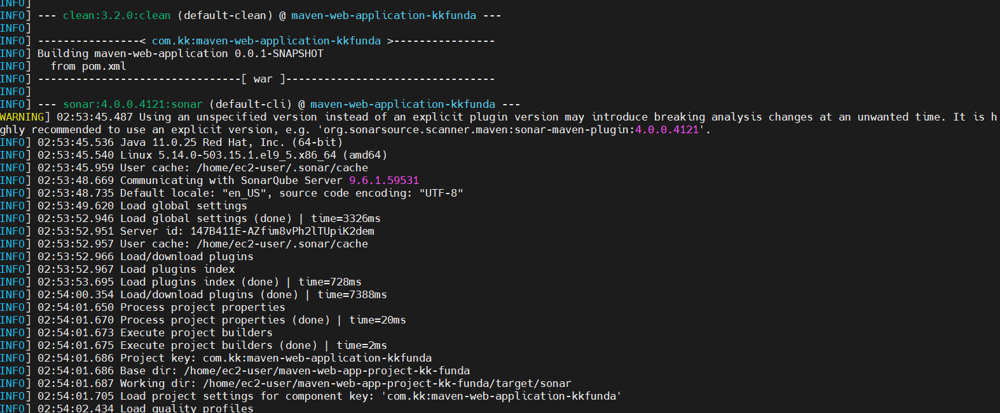 INFO]
INFO] --- clean:3.2.0:clean (default-clean) @ maven-web-application-kkfunda ---
INFO]
INFO] ----------------< com.kk:maven-web-application-kkfunda >----------------
INFO] Building maven-web-application 0.0.1-SNAPSHOT
INFO]   from pom.xml
INFO] --------------------------------[ war ]---------------------------------
INFO]
INFO] --- sonar:4.0.0.4121:sonar (default-cli) @ maven-web-application-kkfunda ---
WARNING] 02:53:45.487 Using an unspecified version instead of an explicit plugin version may introduce breaking analysis changes at an unwanted time. It is h
ghly recommended to use an explicit version, e.g. 'org.sonarsource.scanner.maven:sonar-maven-plugin:4.0.0.4121'.
INFO] 02:53:45.536 Java 11.0.25 Red Hat, Inc. (64-bit)
INFO] 02:53:45.540 Linux 5.14.0-503.15.1.el9_5.x86_64 (amd64)
INFO] 02:53:45.959 User cache: /home/ec2-user/.sonar/cache
INFO] 02:53:48.669 Communicating with SonarQube Server 9.6.1.59531
INFO] 02:53:48.735 Default locale: "en_US", source code encoding: "UTF-8"
INFO] 02:53:49.620 Load global settings
INFO] 02:53:52.946 Load global settings (done) | time=3326ms
INFO] 02:53:52.951 Server id: 147B411E-AZfim8vPh2lTUpiK2dem
INFO] 02:53:52.957 User cache: /home/ec2-user/.sonar/cache
INFO] 02:53:52.966 Load/download plugins
INFO] 02:53:52.967 Load plugins index
INFO] 02:53:53.695 Load plugins index (done) | time=728ms
INFO] 02:54:00.354 Load/download plugins (done) | time=7388ms
INFO] 02:54:01.650 Process project properties
INFO] 02:54:01.670 Process project properties (done) | time=20ms
INFO] 02:54:01.673 Execute project builders
INFO] 02:54:01.675 Execute project builders (done) | time=2ms
INFO] 02:54:01.686 Project key: com.kk:maven-web-application-kkfunda
INFO] 02:54:01.686 Base dir: /home/ec2-user/maven-web-app-project-kk-funda
INFO] 02:54:01.687 Working dir: /home/ec2-user/maven-web-app-project-kk-funda/target/sonar
INFO] 02:54:01.705 Load project settings for component key: 'com.kk:maven-web-application-kkfunda'
INFO] 02:54:02.434 Load quality profiles